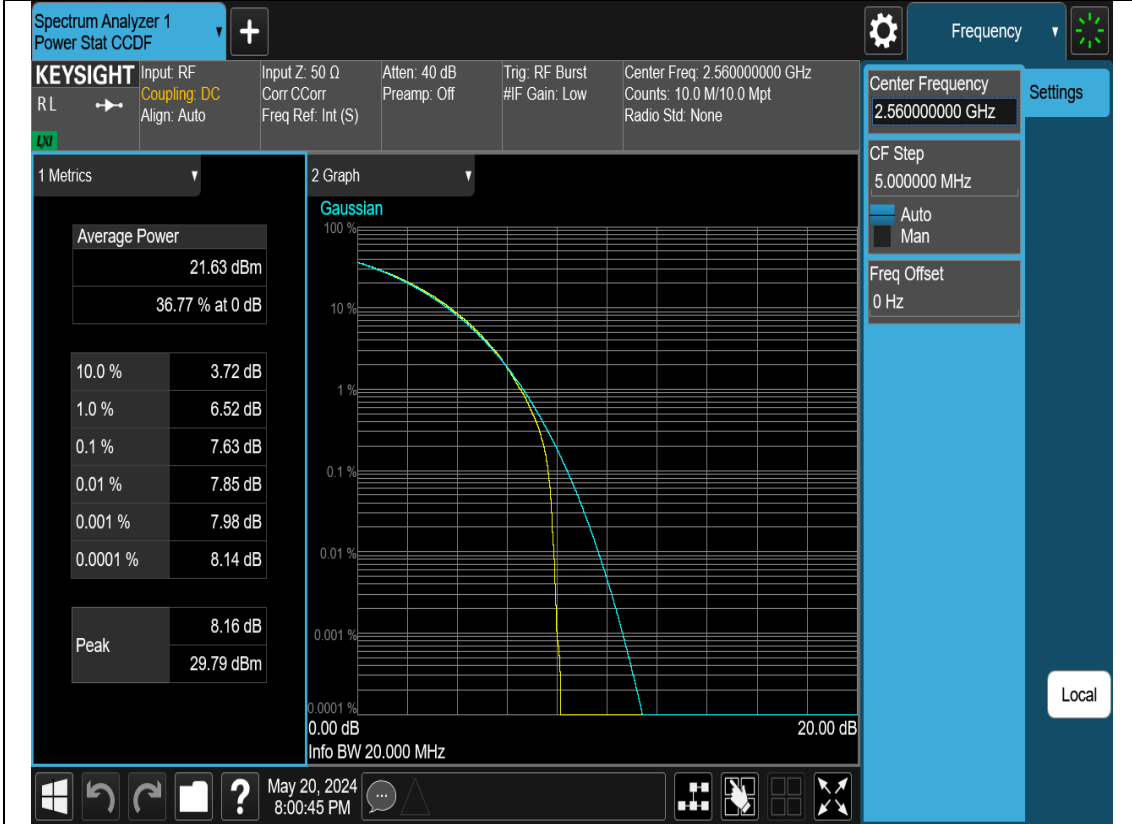 Spectrum Analyzer 1
Power Stat CCDF
+
Frequency
KEYSIGHT
RL
LXI
Input: RF
Coupling: DC
Align: Auto
Input Z: 50 Ω
Corr CCorr
Freq Ref: Int (S)
Atten: 40 dB
Preamp: Off
Trig: RF Burst
#IF Gain: Low
Center Freq: 2.560000000 GHz
Counts: 10.0 M/10.0 Mpt
Radio Std: None
Center Frequency
2.560000000 GHz
Settings
CF Step
5.000000 MHz
Auto
Man
Freq Offset
0 Hz
Local
1 Metrics
Average Power
21.63 dBm
36.77 % at 0 dB
10.0 % 3.72 dB
1.0 % 6.52 dB
0.1 % 7.63 dB
0.01 % 7.85 dB
0.001 % 7.98 dB
0.0001 % 8.14 dB
Peak
8.16 dB
29.79 dBm
2 Graph
Gaussian
100 %
10 %
1 %
0.1 %
0.01 %
0.001 %
0.0001 %
0.00 dB 20.00 dB
Info BW 20.000 MHz
?
May 20, 2024
8:00:45 PM